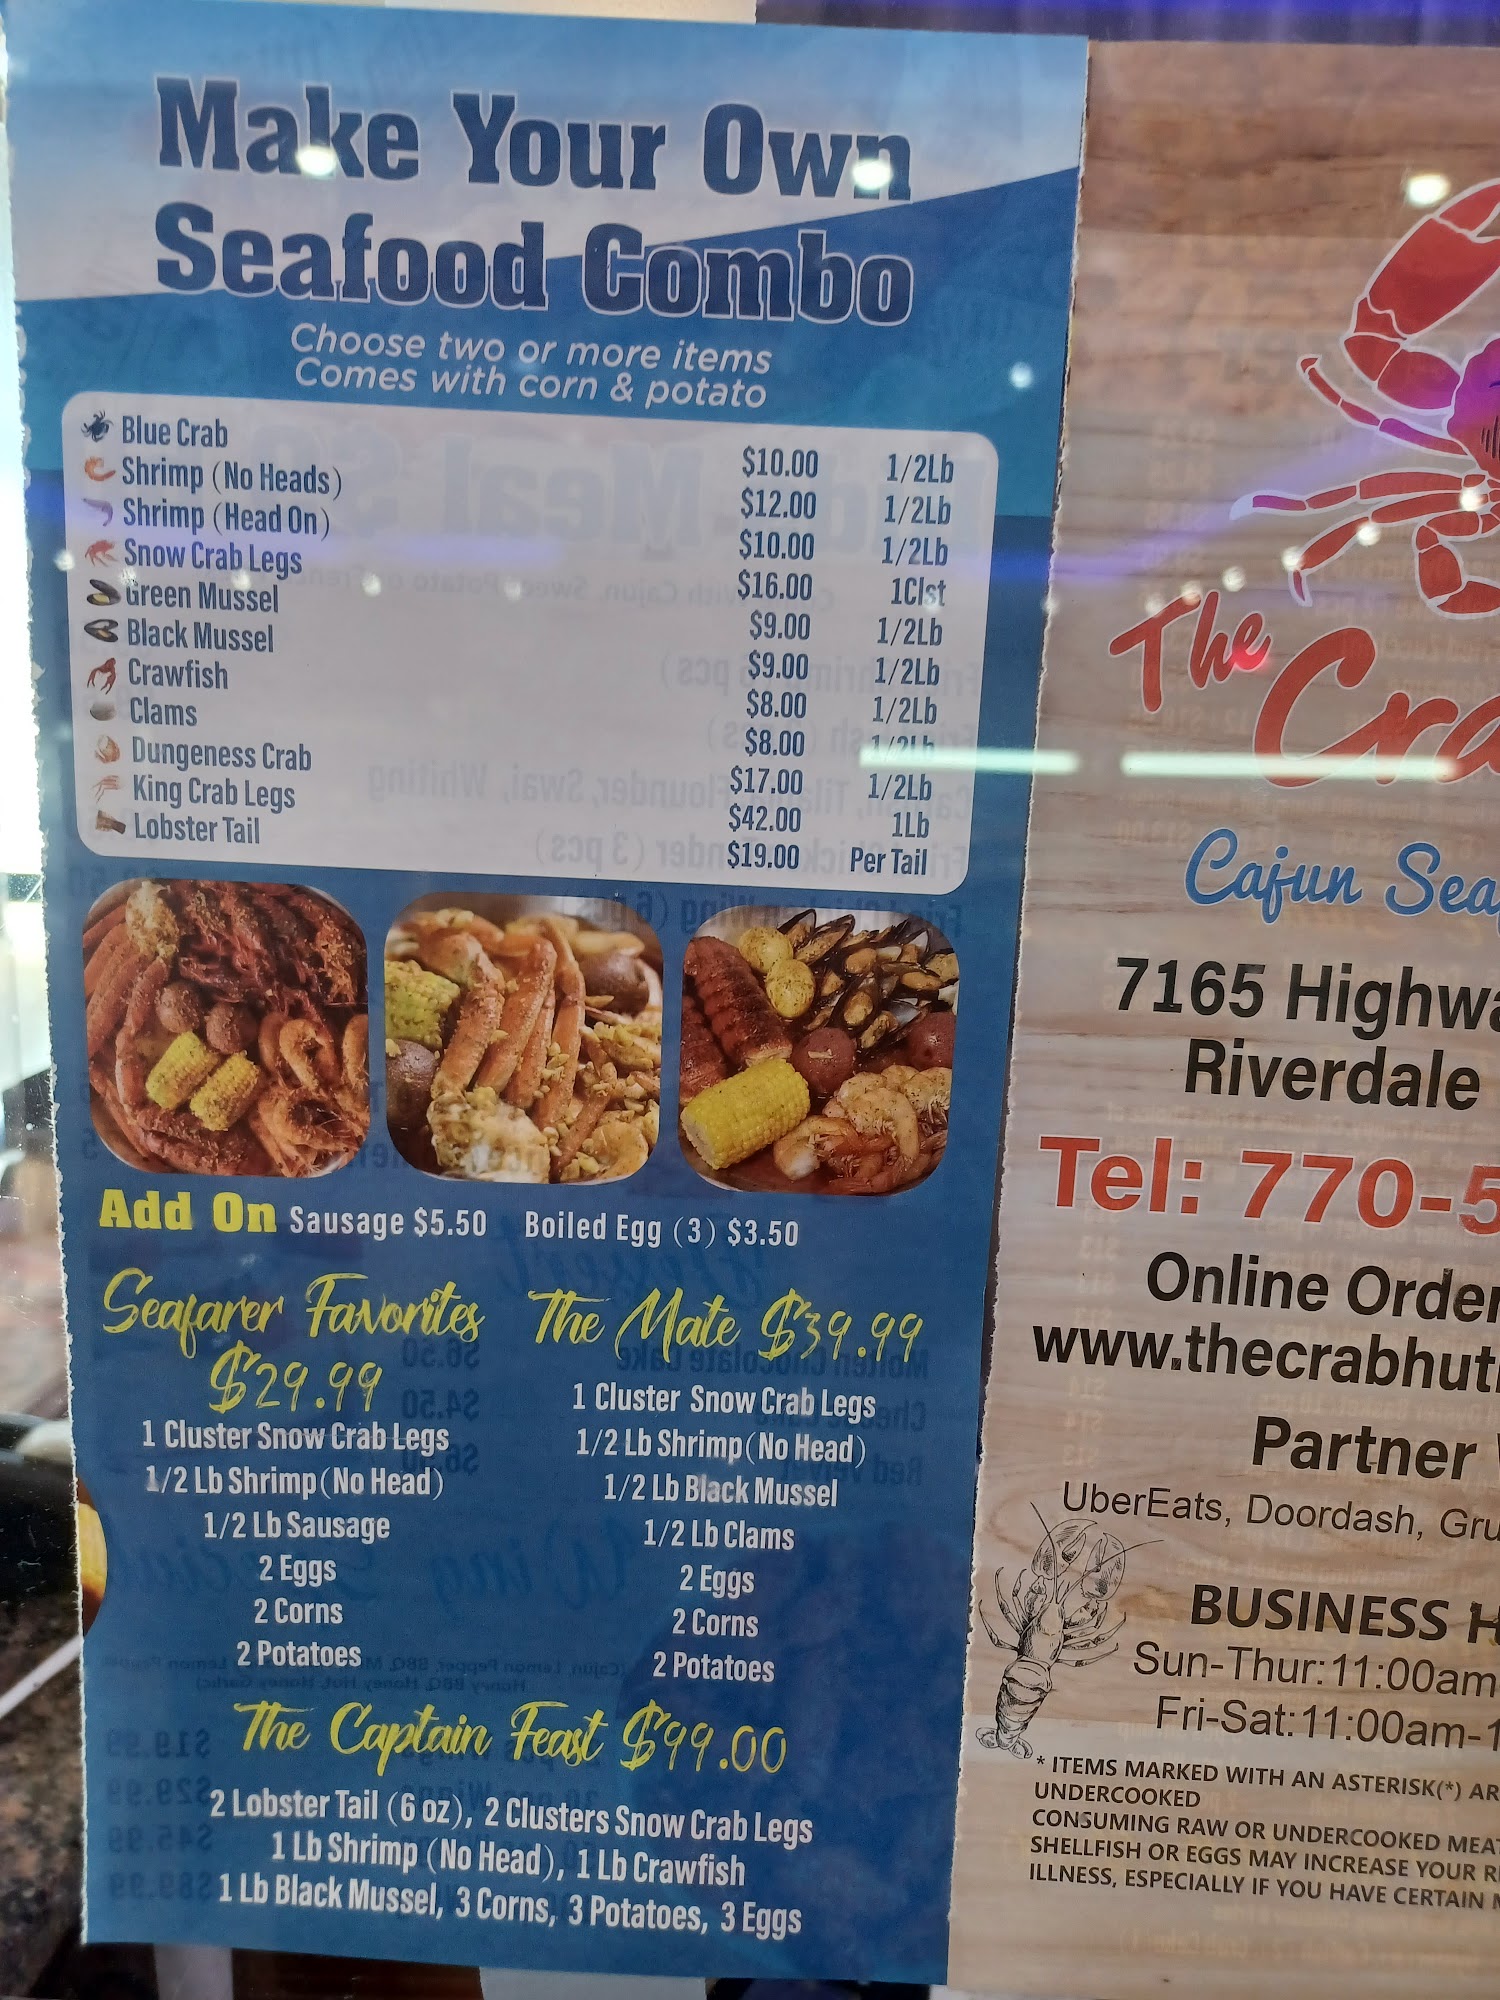 Make Your Own
Seafood Combo
Choose two or more items
Comes with corn & potato
Blue Crab $10.00 1/2Lb
Shrimp (No Heads) $12.00 1/2Lb
Shrimp (Head On) $10.00 1/2Lb
Snow Crab Legs $16.00 1Clst
Green Mussel $9.00 1/2Lb
Black Mussel $9.00 1/2Lb
Crawfish $8.00 1/2Lb
Clams $8.00 1/2Lb
Dungeness Crab $17.00 1/2Lb
King Crab Legs $42.00 1Lb
Lobster Tail $19.00 Per Tail
Add On Sausage $5.50 Boiled Egg (3) $3.50
Seafarer Favorites
$29.99
1 Cluster Snow Crab Legs
1/2 Lb Shrimp(No Head)
1/2 Lb Sausage
2 Eggs
2 Corns
2 Potatoes
The Mate $39.99
1 Cluster Snow Crab Legs
1/2 Lb Shrimp(No Head)
1/2 Lb Black Mussel
1/2 Lb Clams
2 Eggs
2 Corns
2 Potatoes
The Captain Feast $99.00
2 Lobster Tail (6 oz), 2 Clusters Snow Crab Legs
1 Lb Shrimp (No Head), 1 Lb Crawfish
1 Lb Black Mussel, 3 Corns, 3 Potatoes, 3 Eggs
The
Cra
Cajun Sea
7165 Highwa
Riverdale
Tel: 770-5
Online Order
www.thecrabhut
Partner
UberEats, Doordash, Gru
BUSINESS H
Sun-Thur:11:00am
Fri-Sat:11:00am-1
* ITEMS MARKED WITH AN ASTERISK(*) AR
UNDERCOOKED
CONSUMING RAW OR UNDERCOOKED MEAT
SHELLFISH OR EGGS MAY INCREASE YOUR R
ILLNESS, ESPECIALLY IF YOU HAVE CERTAIN